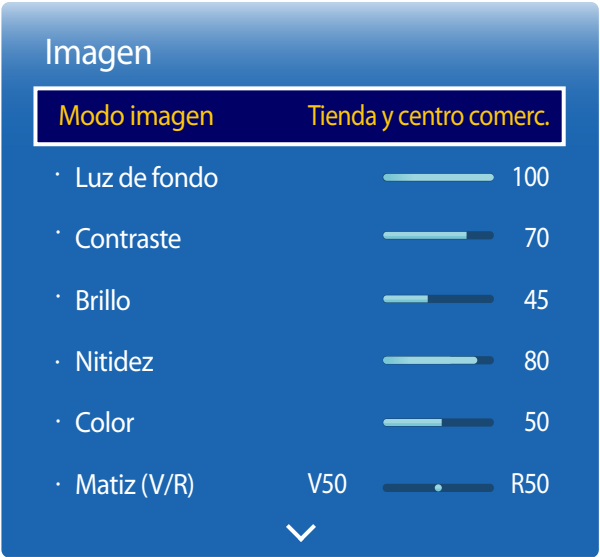 Imagen
Modo imagen Tienda y centro comerc.
· Luz de fondo 100
· Contraste 70
· Brillo 45
· Nitidez 80
· Color 50
· Matiz (V/R) V50 R50